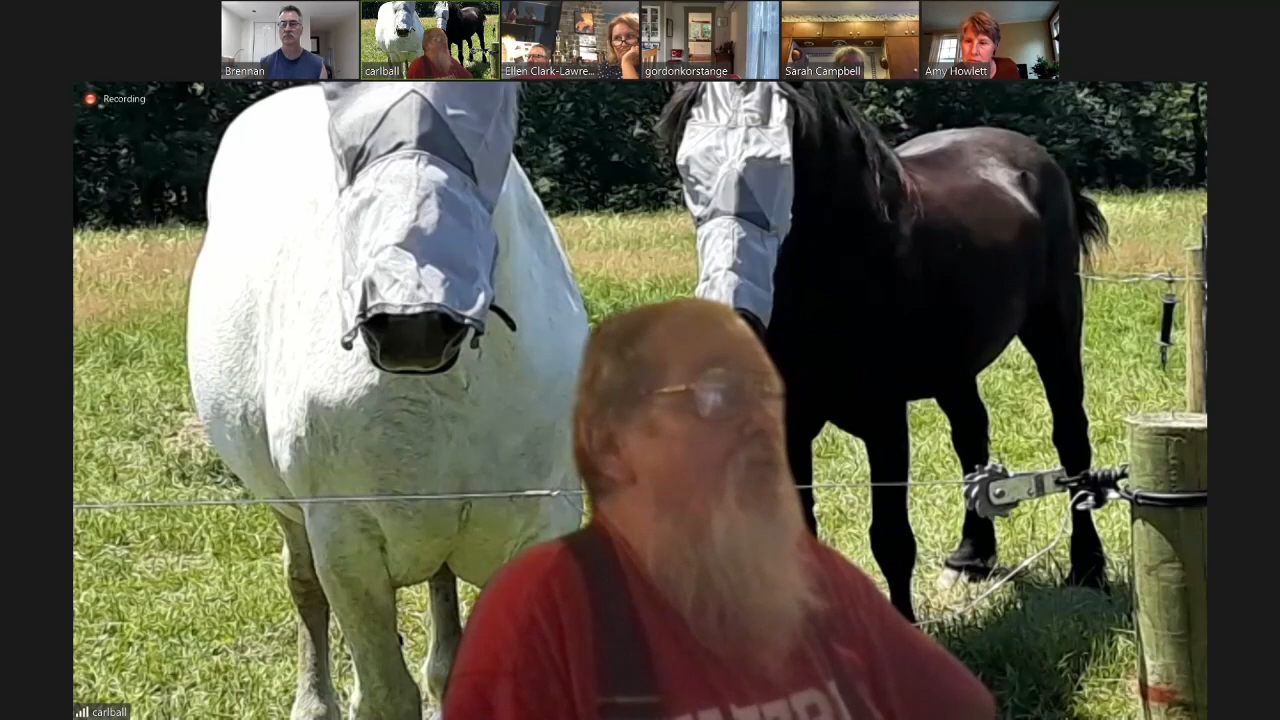 Brennan
carlball
Ellen Clark-Lawre...
gordonkorstange
Sarah Campbell
Amy Howlett
Recording
carlball